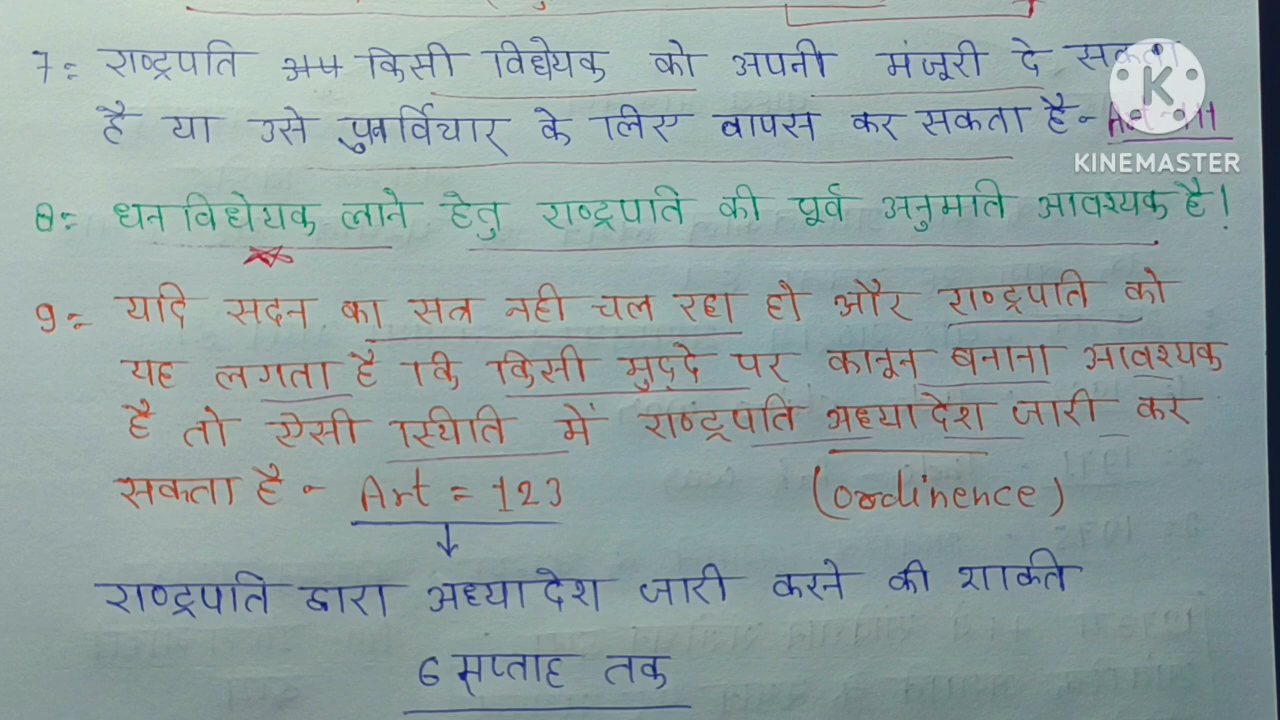 7:- राष्ट्रपति किसी विधेयक को अपनी मंजूरी दे सकता
है या उसे पुनर्विचार के लिए वापस कर सकता है - Art-111
K
KINEMASTER
8:- धन विधेयक लाने हेतु राष्ट्रपति की पूर्व अनुमति आवश्यक है।
9:- यदि सदन का सत्र नही चल रहा हो और राष्ट्रपति को
यह लगता है कि किसी मुद्दे पर कानून बनाना आवश्यक
है तो ऐसी स्थिति में राष्ट्रपति अध्यादेश जारी कर
सकता है - Art = 123 (ordinence)
राष्ट्रपति द्वारा अध्यादेश जारी करने की शक्ति
6 सप्ताह तक